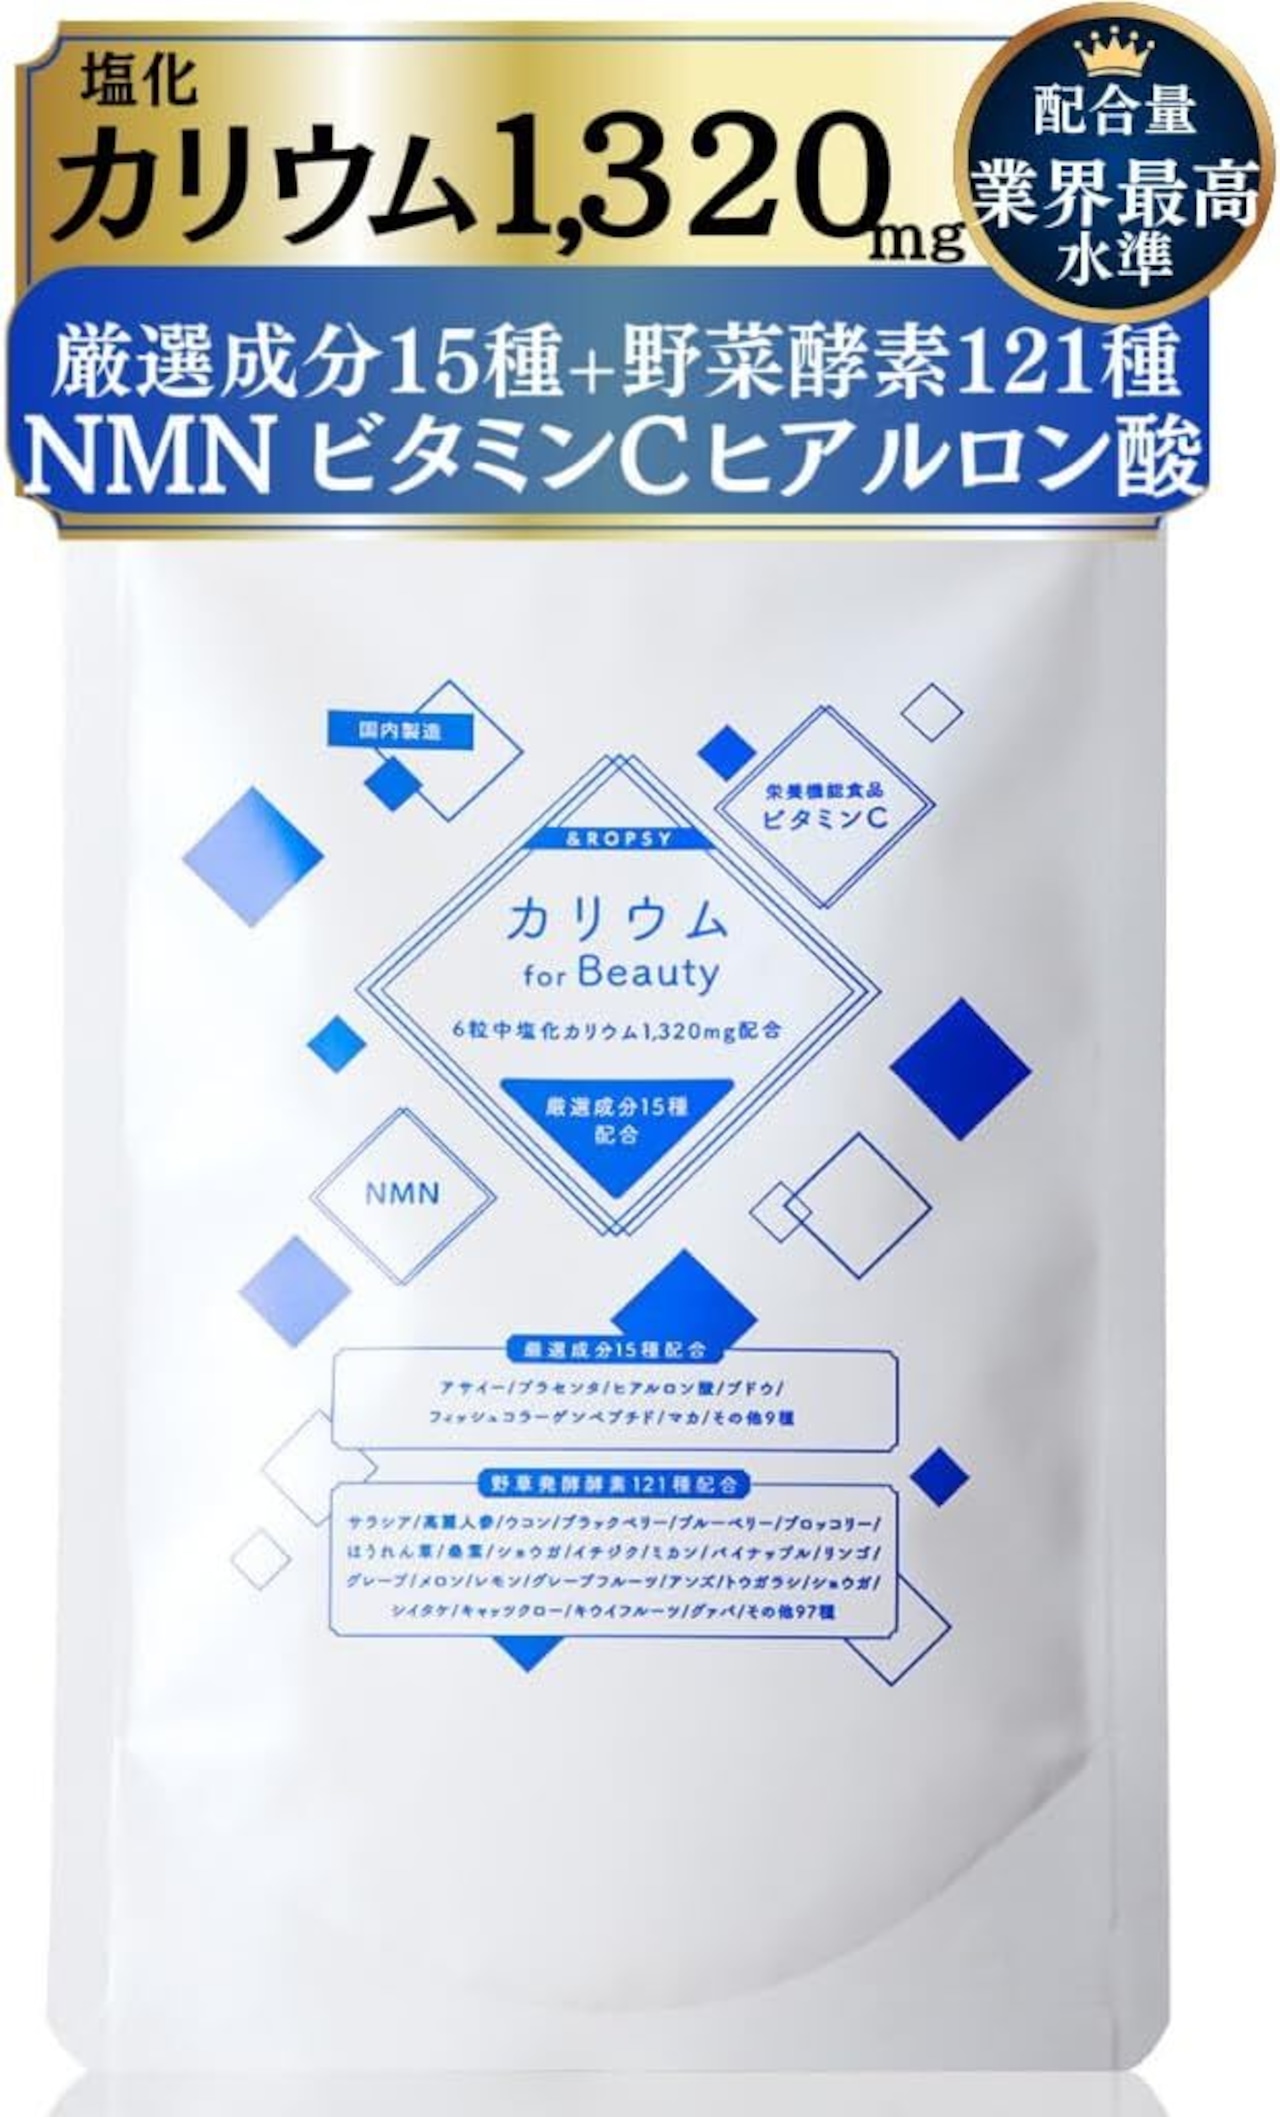 塩化
カリウム1,320mg
配合量
業界最高
水準
厳選成分15種+野菜酵素121種
NMN ビタミンC ヒアルロン酸
国内製造
栄養機能食品
ビタミンC
&ROPSY
カリウム
for Beauty
6粒中塩化カリウム1,320mg配合
厳選成分15種
配合
NMN
厳選成分15種配合
アサイー/プラセンタ/ヒアルロン酸/ブドウ/
フィッシュコラーゲンペプチド/マカ/その他9種
野草発酵酵素121種配合
サラシア/高麗人参/ウコン/ブラックベリー/ブルーベリー/ブロッコリー/
ほうれん草/桑葉/ショウガ/イチジク/ミカン/パイナップル/リンゴ/
グレープ/メロン/レモン/グレープフルーツ/アンズ/トウガラシ/ショウガ/
シイタケ/キャッツクロー/キウイフルーツ/グァバ/その他97種